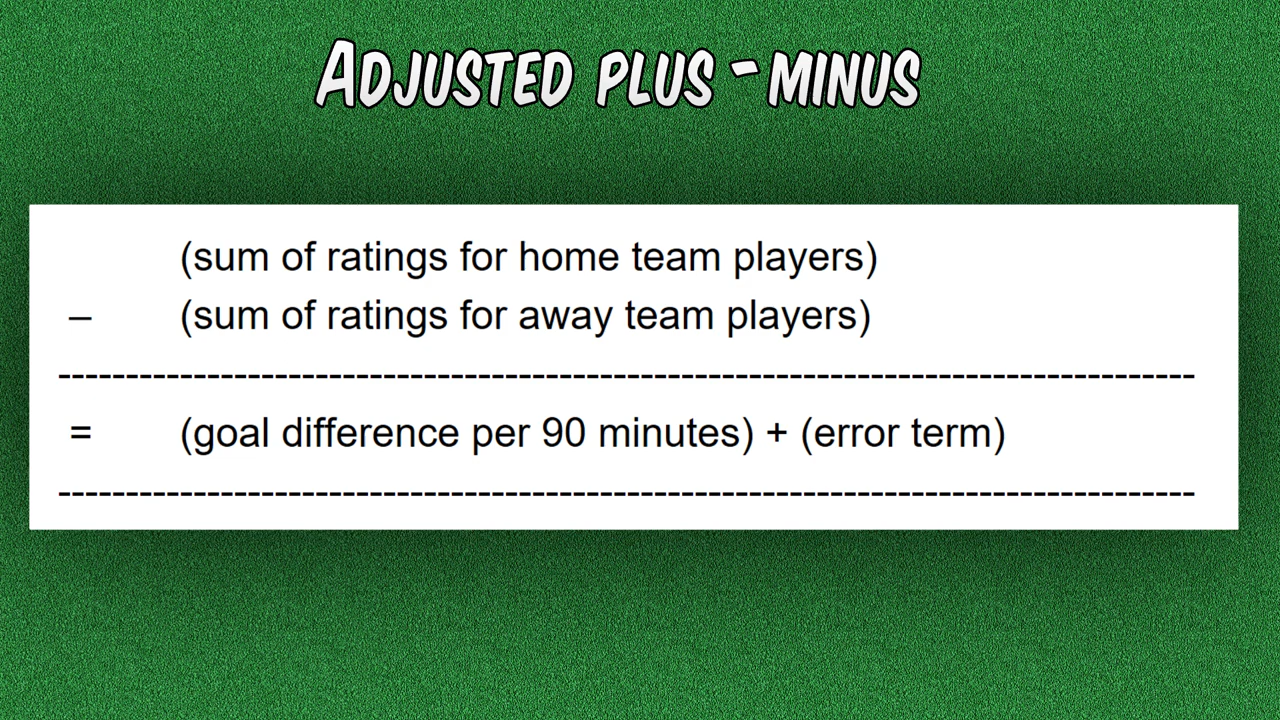 ADJUSTED PLUS-MINUS
(sum of ratings for home team players)
– (sum of ratings for away team players)
------------------------------------------------------------------------------------
= (goal difference per 90 minutes) + (error term)
------------------------------------------------------------------------------------